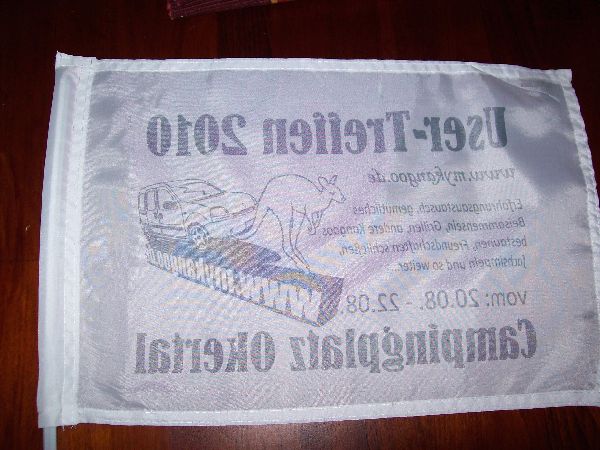 User-Treffen 2010
www.mykangoo.de
Erfahrungsaustausch, gemütliches
Beisammensein, Grillen, andere Kangoos
bestaunen, Freundschaften schließen,
fachsimpeln und so weiter...
vom: 20.08. - 22.08.
Campingplatz Okertal